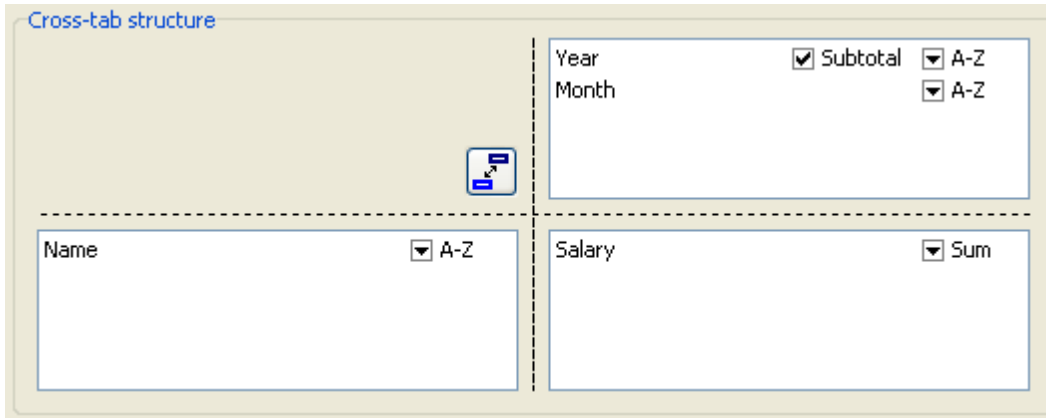 Cross-tab structure
Year Subtotal A-Z
Month A-Z
Name A-Z
Salary Sum